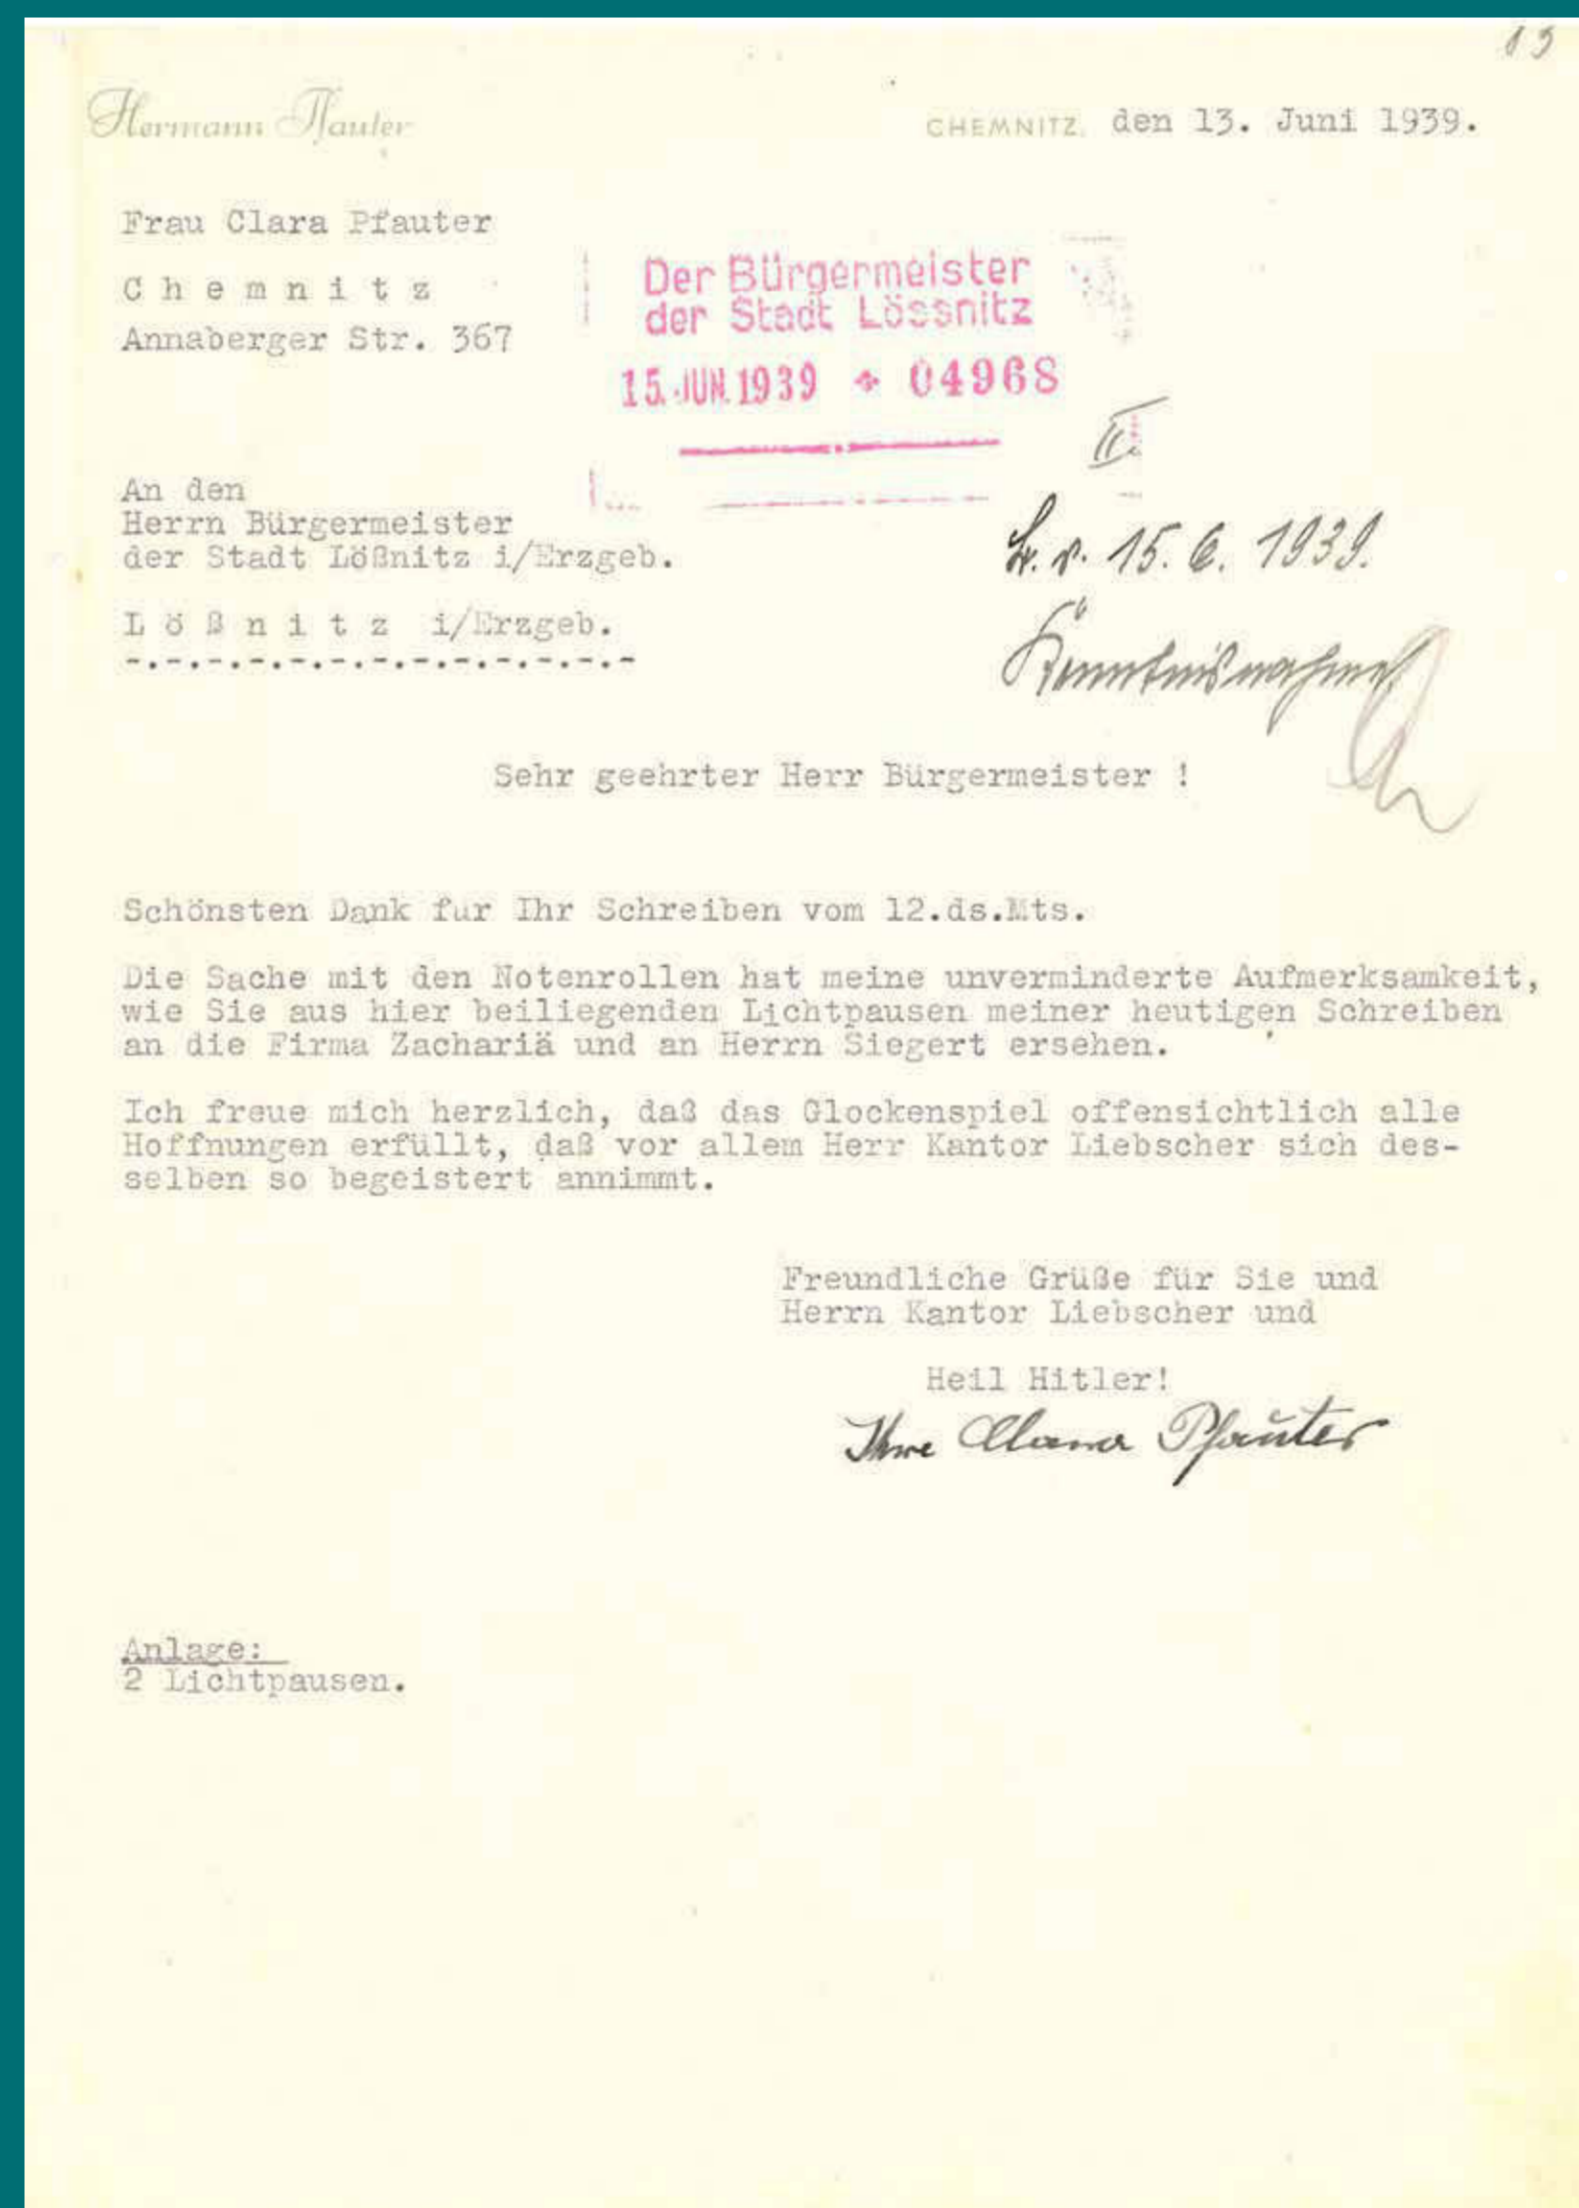 Hermann Pfauter
CHEMNITZ, den 13. Juni 1939.
Frau Clara Pfauter
C h e m n i t z
Annaberger Str. 367
Der Bürgermeister
der Stadt Lössnitz
15. JUN. 1939 * 04968
II.
An den
Herrn Bürgermeister
der Stadt Lößnitz i/Erzgeb.
15. 6. 1939.
L ö ß n i t z i/Erzgeb.
-.-.-.-.-.-.-.-.-.-.-.-.-
Kenntnisnahme
Sehr geehrter Herr Bürgermeister !
Schönsten Dank für Ihr Schreiben vom 12.ds.Mts.
Die Sache mit den Notenrollen hat meine unverminderte Aufmerksamkeit,
wie Sie aus hier beiliegenden Lichtpausen meiner heutigen Schreiben
an die Firma Zachariä und an Herrn Siegert ersehen.
Ich freue mich herzlich, daß das Glockenspiel offensichtlich alle
Hoffnungen erfüllt, daß vor allem Herr Kantor Liebscher sich des-
selben so begeistert annimmt.
Freundliche Grüße für Sie und
Herrn Kantor Liebscher und
Heil Hitler!
Ihre Clara Pfauter
Anlage:
2 Lichtpausen.